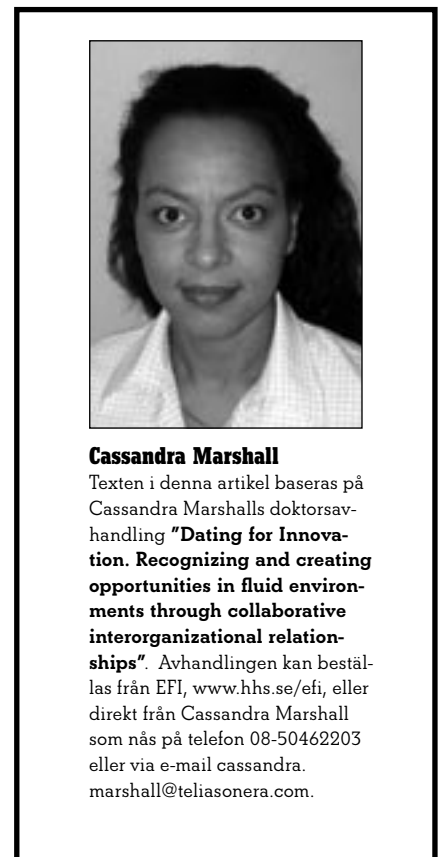 Cassandra Marshall
Texten i denna artikel baseras på
Cassandra Marshalls doktorsav-
handling ”Dating for Innova-
tion. Recognizing and creating
opportunities in fluid environ-
ments through collaborative
interorganizational relation-
ships”. Avhandlingen kan bestäl-
las från EFI, www.hhs.se/efi, eller
direkt från Cassandra Marshall
som nås på telefon 08-50462203
eller via e-mail cassandra.
marshall@teliasonera.com.